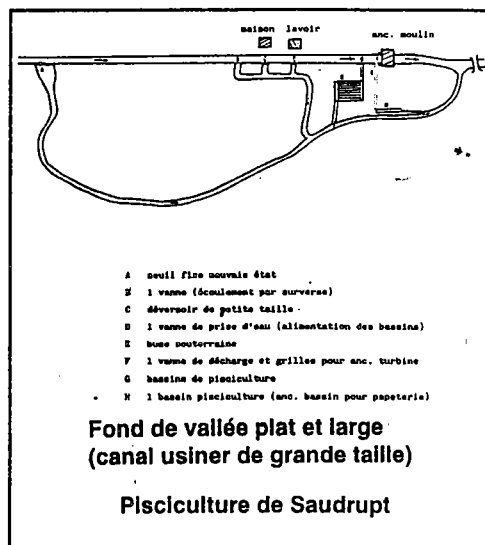 maison lavoir
anc. moulin
A seuil fixe mauvais état
B 1 vanne (écoulement par surverse)
C déversoir de petite taille
D 1 vanne de prise d'eau (alimentation des bassins)
E buse souterraine
F 1 vanne de décharge et grilles pour anc. turbine
G bassins de pisciculture
H 1 bassin pisciculture (anc. bassin pour papeterie)
Fond de vallée plat et large
(canal usiner de grande taille)
Pisciculture de Saudrupt